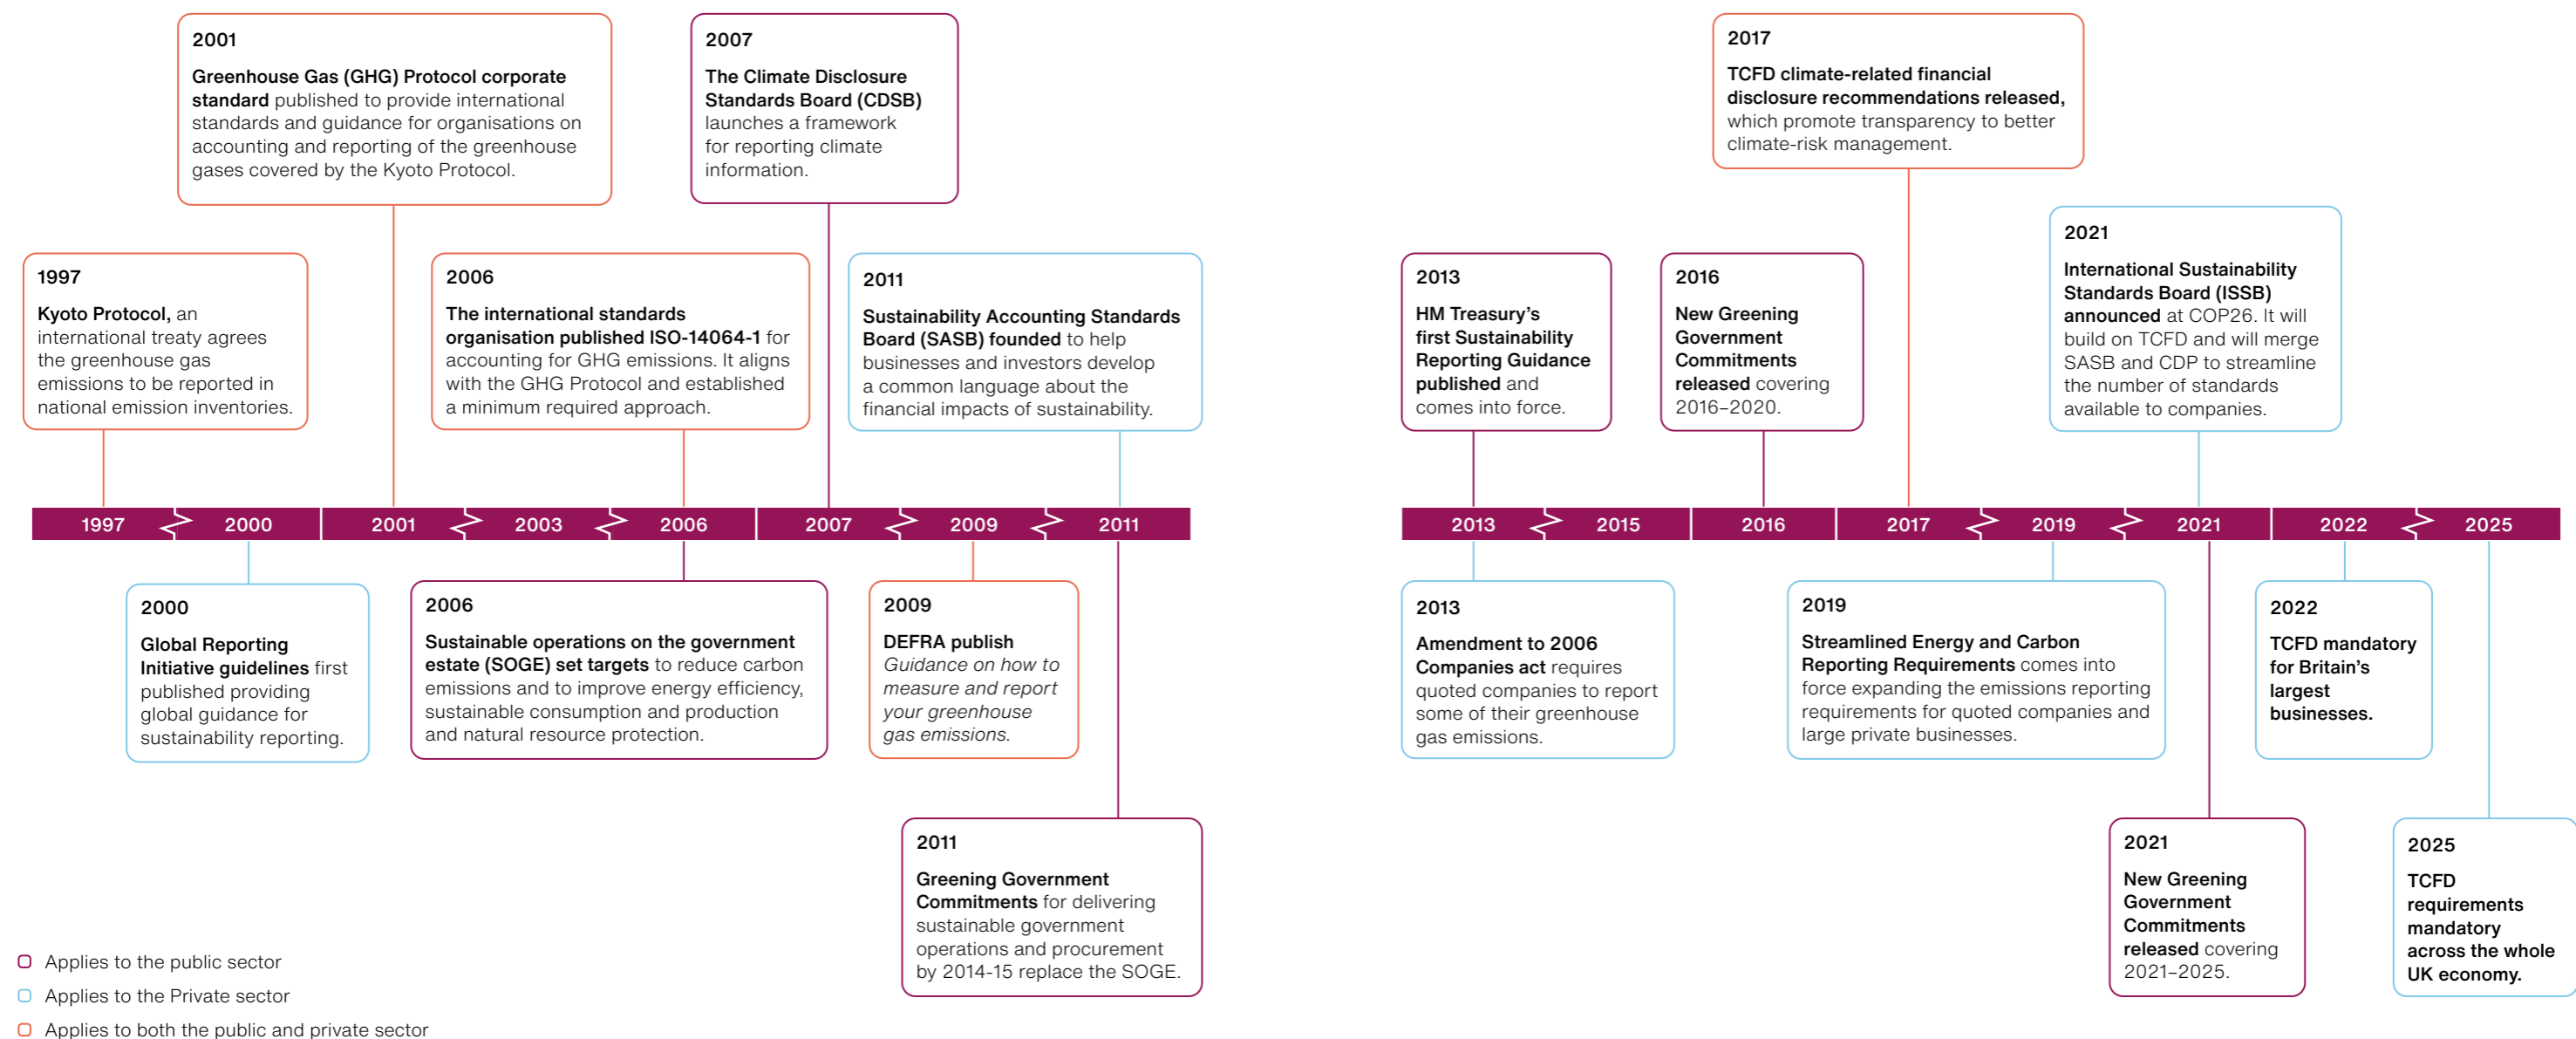 2001
Greenhouse Gas (GHG) Protocol corporate
standard published to provide international
standards and guidance for organisations on
accounting and reporting of the greenhouse
gases covered by the Kyoto Protocol.
2007
The Climate Disclosure
Standards Board (CDSB)
launches a framework
for reporting climate
information.
2017
TCFD climate-related financial
disclosure recommendations released,
which promote transparency to better
climate-risk management.
1997
Kyoto Protocol, an
international treaty agrees
the greenhouse gas
emissions to be reported in
national emission inventories.
2006
The international standards
organisation published ISO-14064-1 for
accounting for GHG emissions. It aligns
with the GHG Protocol and established
a minimum required approach.
2011
Sustainability Accounting Standards
Board (SASB) founded to help
businesses and investors develop
a common language about the
financial impacts of sustainability.
2013
HM Treasury's
first Sustainability
Reporting Guidance
published and
comes into force.
2016
New Greening
Government
Commitments
released covering
2016–2020.
2021
International Sustainability
Standards Board (ISSB)
announced at COP26. It will
build on TCFD and will merge
SASB and CDP to streamline
the number of standards
available to companies.
1997 2000 2001 2003 2006 2007 2009 2011 2013 2015 2016 2017 2019 2021 2022 2025
2000
Global Reporting
Initiative guidelines first
published providing
global guidance for
sustainability reporting.
2006
Sustainable operations on the government
estate (SOGE) set targets to reduce carbon
emissions and to improve energy efficiency,
sustainable consumption and production
and natural resource protection.
2009
DEFRA publish
Guidance on how to
measure and report
your greenhouse
gas emissions.
2011
Greening Government
Commitments for delivering
sustainable government
operations and procurement
by 2014-15 replace the SOGE.
2013
Amendment to 2006
Companies act requires
quoted companies to report
some of their greenhouse
gas emissions.
2019
Streamlined Energy and Carbon
Reporting Requirements comes into
force expanding the emissions reporting
requirements for quoted companies and
large private businesses.
2022
TCFD mandatory
for Britain's
largest
businesses.
2021
New Greening
Government
Commitments
released covering
2021–2025.
2025
TCFD
requirements
mandatory
across the whole
UK economy.
Applies to the public sector
Applies to the Private sector
Applies to both the public and private sector